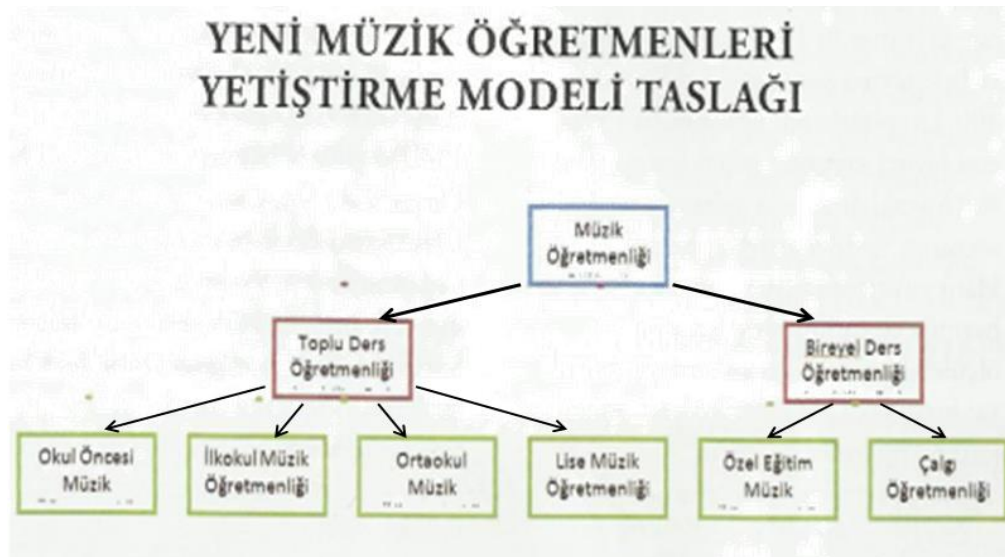 YENİ MÜZİK ÖĞRETMENLERİ
YETİŞTİRME MODELİ TASLAĞI
Müzik
Öğretmenliği
Toplu Ders
Öğretmenliği
Bireyel Ders
Öğretmenliği
Okul Öncesi
Müzik
İlkokul Müzik
Öğretmenliği
Ortaokul
Müzik
Lise Müzik
Öğretmenliği
Özel Eğitim
Müzik
Çalgı
Öğretmenliği